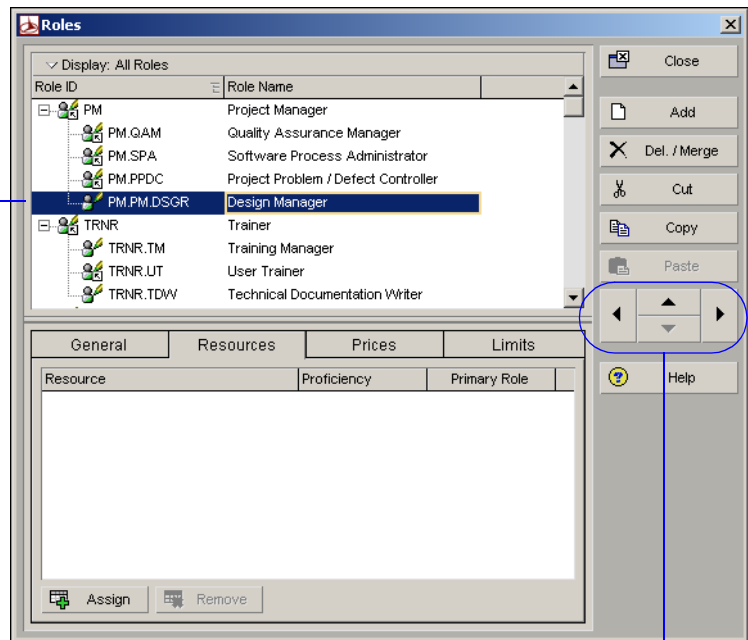 Roles
Display: All Roles
Role ID Role Name
PM Project Manager
PM.QAM Quality Assurance Manager
PM.SPA Software Process Administrator
PM.PPDC Project Problem / Defect Controller
PM.PM.DSGR Design Manager
TRNR Trainer
TRNR.TM Training Manager
TRNR.UT User Trainer
TRNR.TDW Technical Documentation Writer
General Resources Prices Limits
Resource Proficiency Primary Role
Assign Remove
Close
Add
Del. / Merge
Cut
Copy
Paste
Help